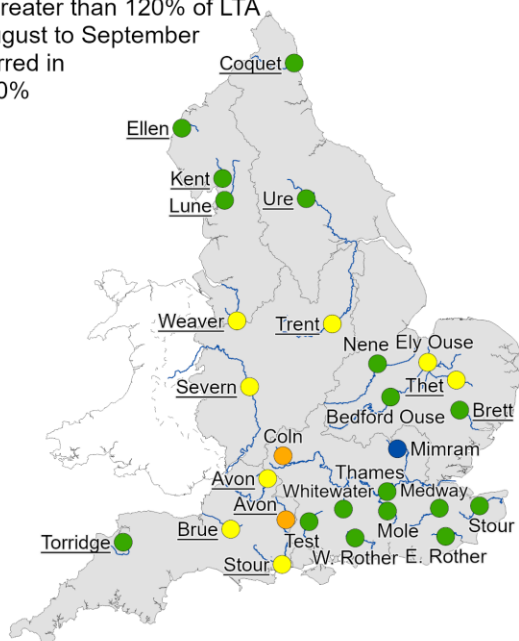 reater than 120% of LTA
gust to September
rred in
0%
Coquet
Ellen
Kent
Lune
Ure
Weaver
Trent
Nene
Ely Ouse
Severn
Thet
Bedford Ouse
Brett
Coln
Mimram
Avon
Thames
Whitewater
Medway
Avon
Brue
Test
Mole
Stour
Torridge
Stour
W. Rother
E. Rother